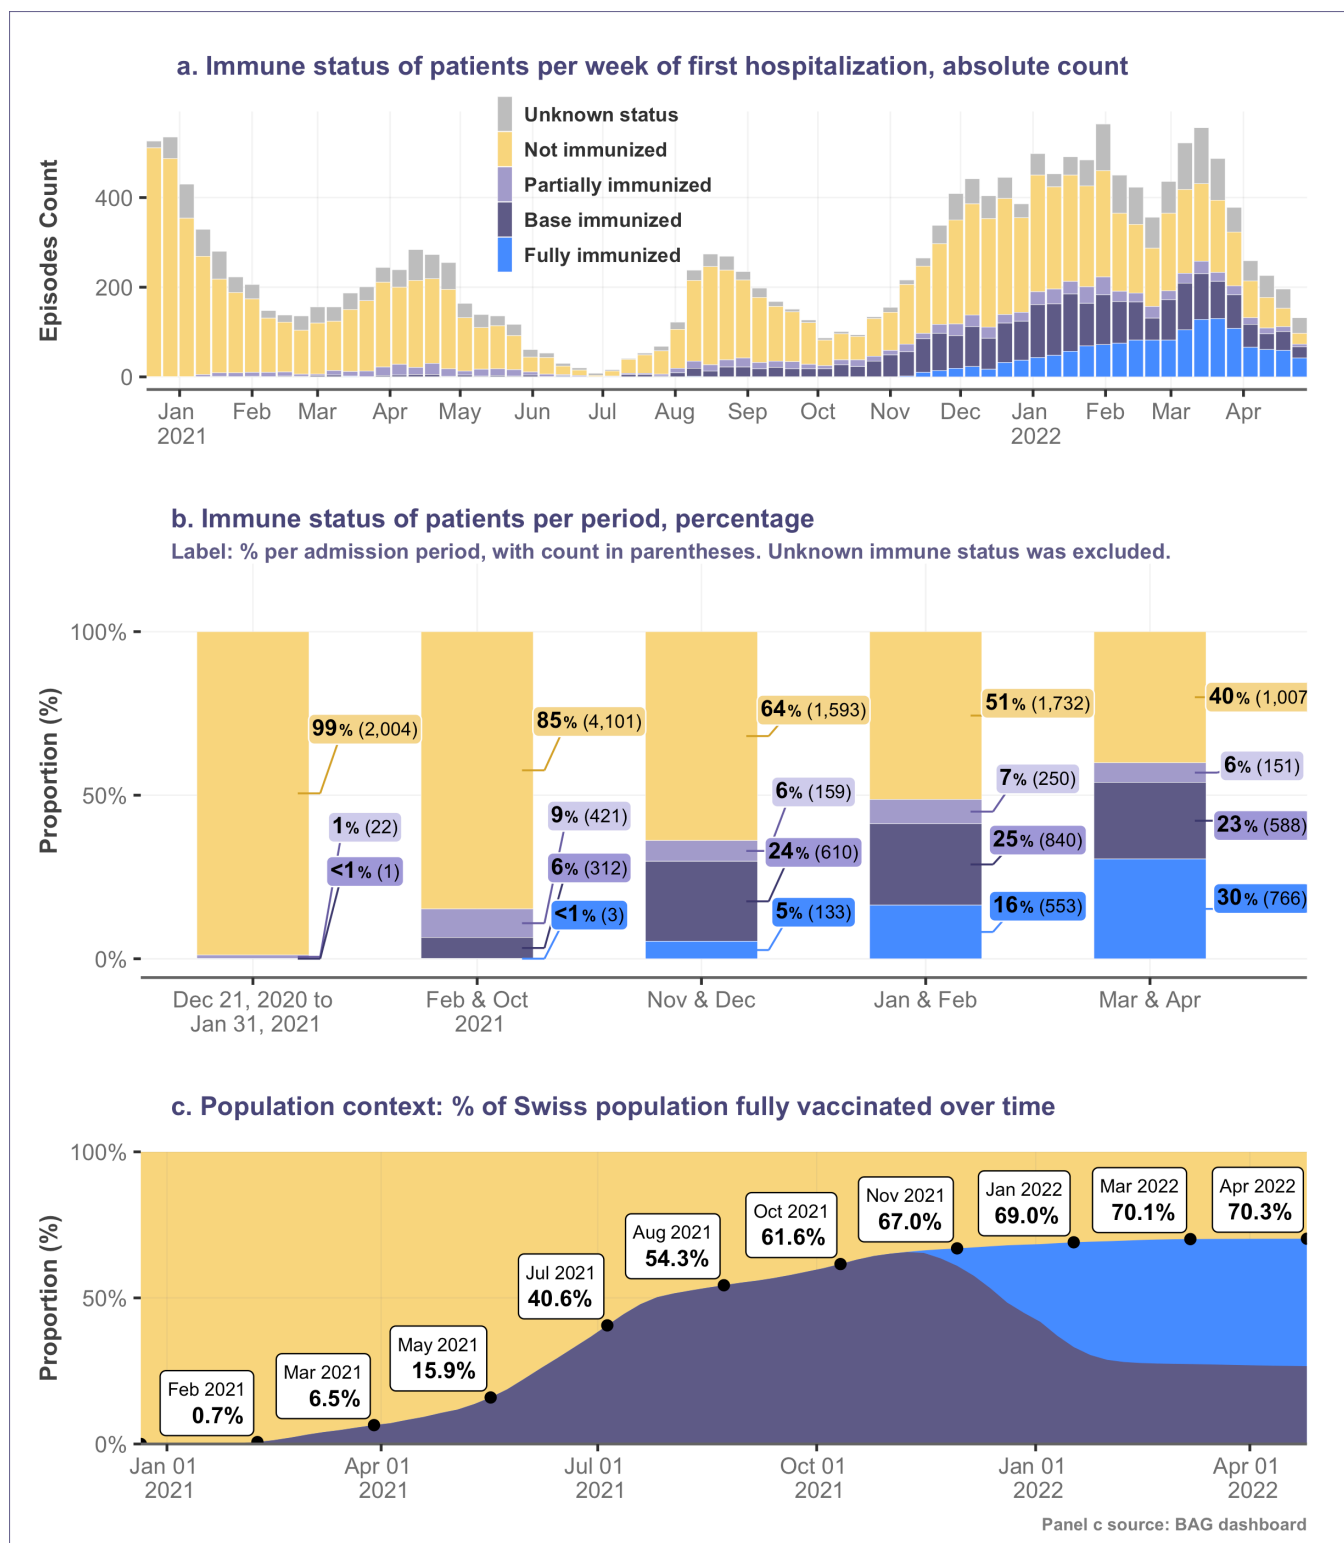 a. Immune status of patients per week of first hospitalization, absolute count
Unknown status
Not immunized
Partially immunized
Base immunized
Fully immunized
Episodes Count
400
200
0
Jan Feb Mar Apr May Jun Jul Aug Sep Oct Nov Dec Jan Feb Mar Apr
2021 2022
b. Immune status of patients per period, percentage
Label: % per admission period, with count in parentheses. Unknown immune status was excluded.
Proportion (%)
100%
50%
0%
99% (2,004)
1% (22)
<1% (1)
85% (4,101)
9% (421)
6% (312)
<1% (3)
64% (1,593)
6% (159)
24% (610)
5% (133)
51% (1,732)
7% (250)
25% (840)
16% (553)
40% (1,007
6% (151)
23% (588)
30% (766)
Dec 21, 2020 to
Jan 31, 2021
Feb & Oct
2021
Nov & Dec
Jan & Feb
Mar & Apr
c. Population context: % of Swiss population fully vaccinated over time
Proportion (%)
100%
50%
0%
Feb 2021
0.7%
Mar 2021
6.5%
May 2021
15.9%
Jul 2021
40.6%
Aug 2021
54.3%
Oct 2021
61.6%
Nov 2021
67.0%
Jan 2022
69.0%
Mar 2022
70.1%
Apr 2022
70.3%
Jan 01
2021
Apr 01
2021
Jul 01
2021
Oct 01
2021
Jan 01
2022
Apr 01
2022
Panel c source: BAG dashboard